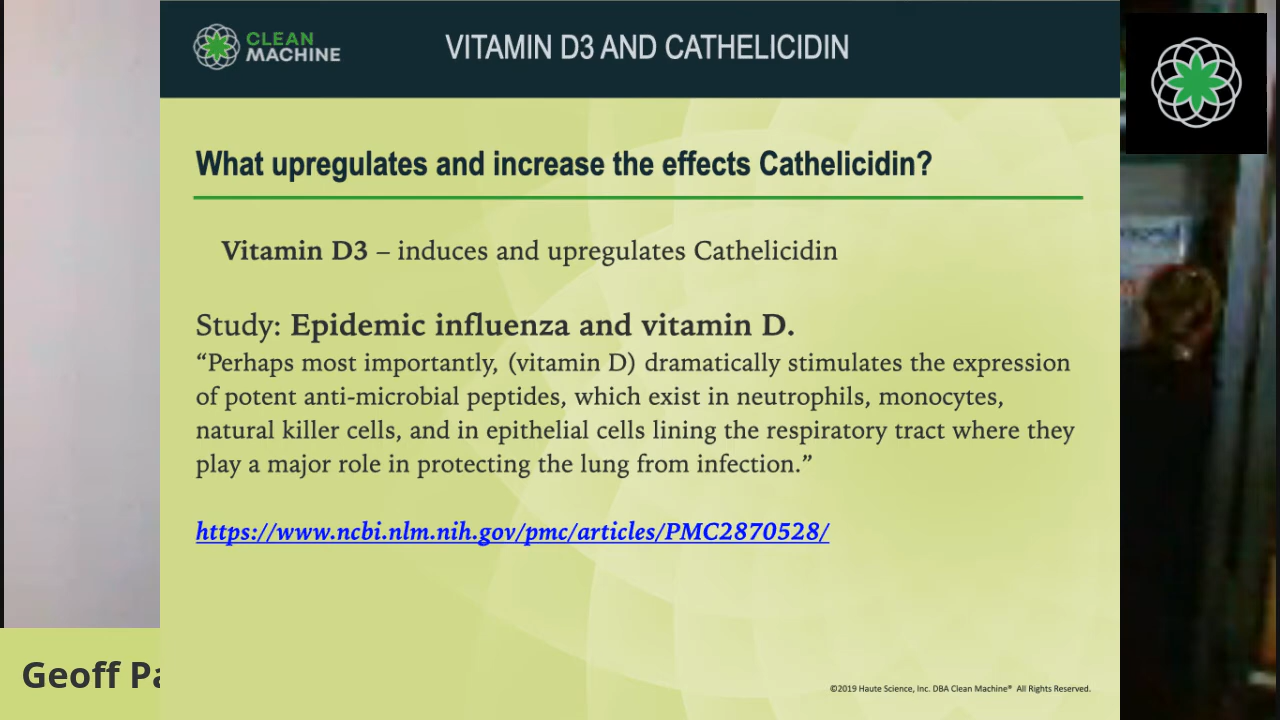 CLEAN
MACHINE
VITAMIN D3 AND CATHELICIDIN
What upregulates and increase the effects Cathelicidin?
Vitamin D3 – induces and upregulates Cathelicidin
Study: Epidemic influenza and vitamin D.
“Perhaps most importantly, (vitamin D) dramatically stimulates the expression
of potent anti-microbial peptides, which exist in neutrophils, monocytes,
natural killer cells, and in epithelial cells lining the respiratory tract where they
play a major role in protecting the lung from infection.”
https://www.ncbi.nlm.nih.gov/pmc/articles/PMC2870528/
Geoff Pa
©2019 Haute Science, Inc. DBA Clean Machine® All Rights Reserved.